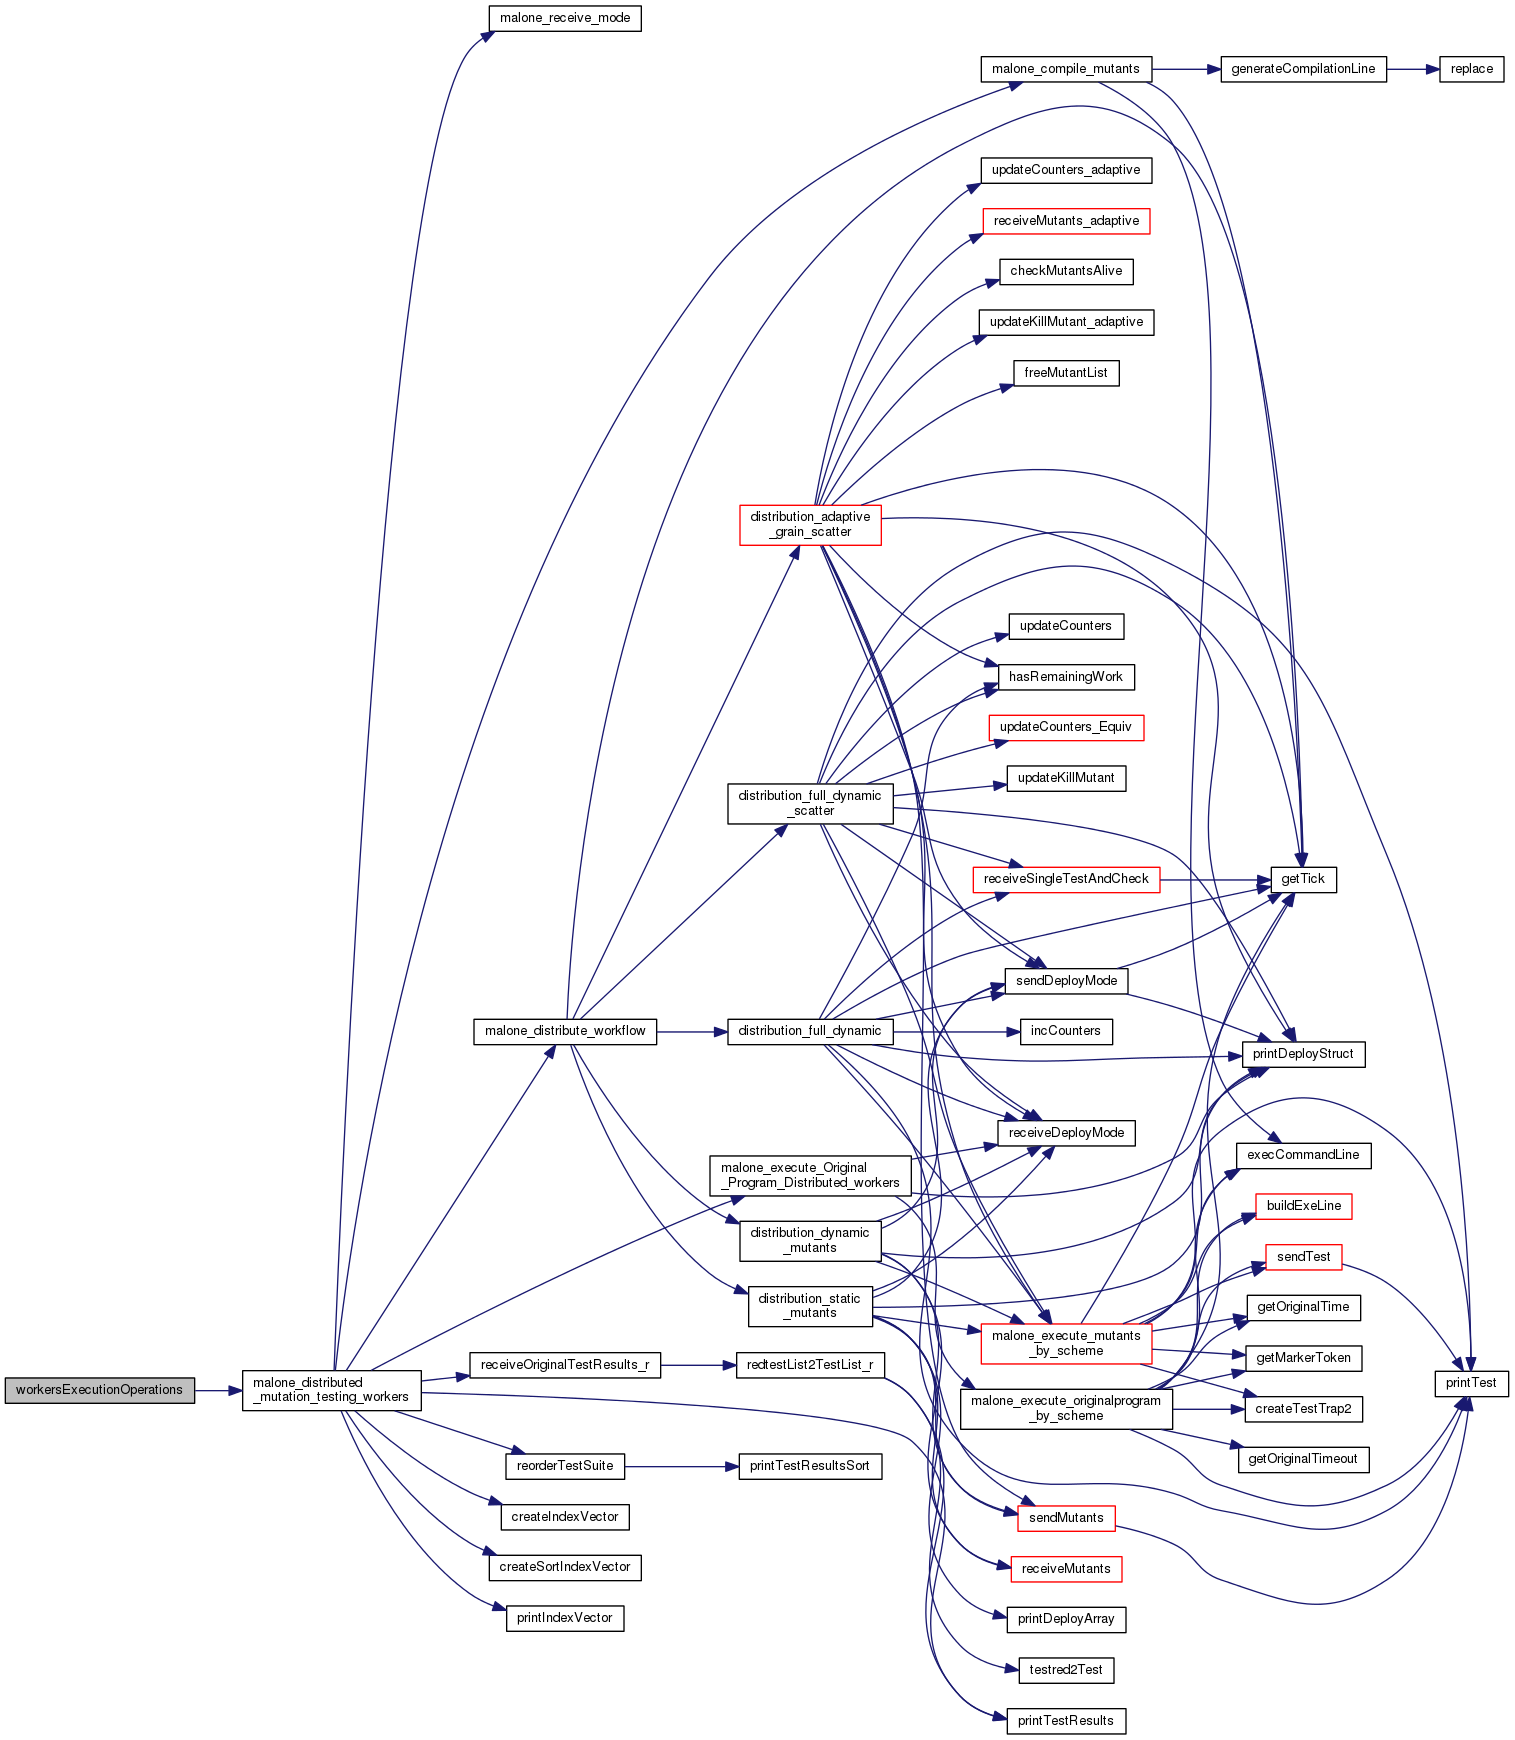 malone_receive_mode
malone_compile_mutants
generateCompilationLine
replace
updateCounters_adaptive
receiveMutants_adaptive
checkMutantsAlive
updateKillMutant_adaptive
freeMutantList
distribution_adaptive
_grain_scatter
updateCounters
hasRemainingWork
updateCounters_Equiv
updateKillMutant
distribution_full_dynamic
_scatter
receiveSingleTestAndCheck
getTick
sendDeployMode
malone_distribute_workflow
distribution_full_dynamic
incCounters
printDeployStruct
receiveDeployMode
execCommandLine
malone_execute_Original
_Program_Distributed_workers
buildExeLine
distribution_dynamic
_mutants
sendTest
distribution_static
_mutants
getOriginalTime
malone_execute_mutants
_by_scheme
getMarkerToken
receiveOriginalTestResults_r
redtestList2TestList_r
printTest
workersExecutionOperations
malone_distributed
_mutation_testing_workers
malone_execute_originalprogram
_by_scheme
createTestTrap2
getOriginalTimeout
reorderTestSuite
printTestResultsSort
createIndexVector
sendMutants
createSortIndexVector
receiveMutants
printIndexVector
printDeployArray
testred2Test
printTestResults